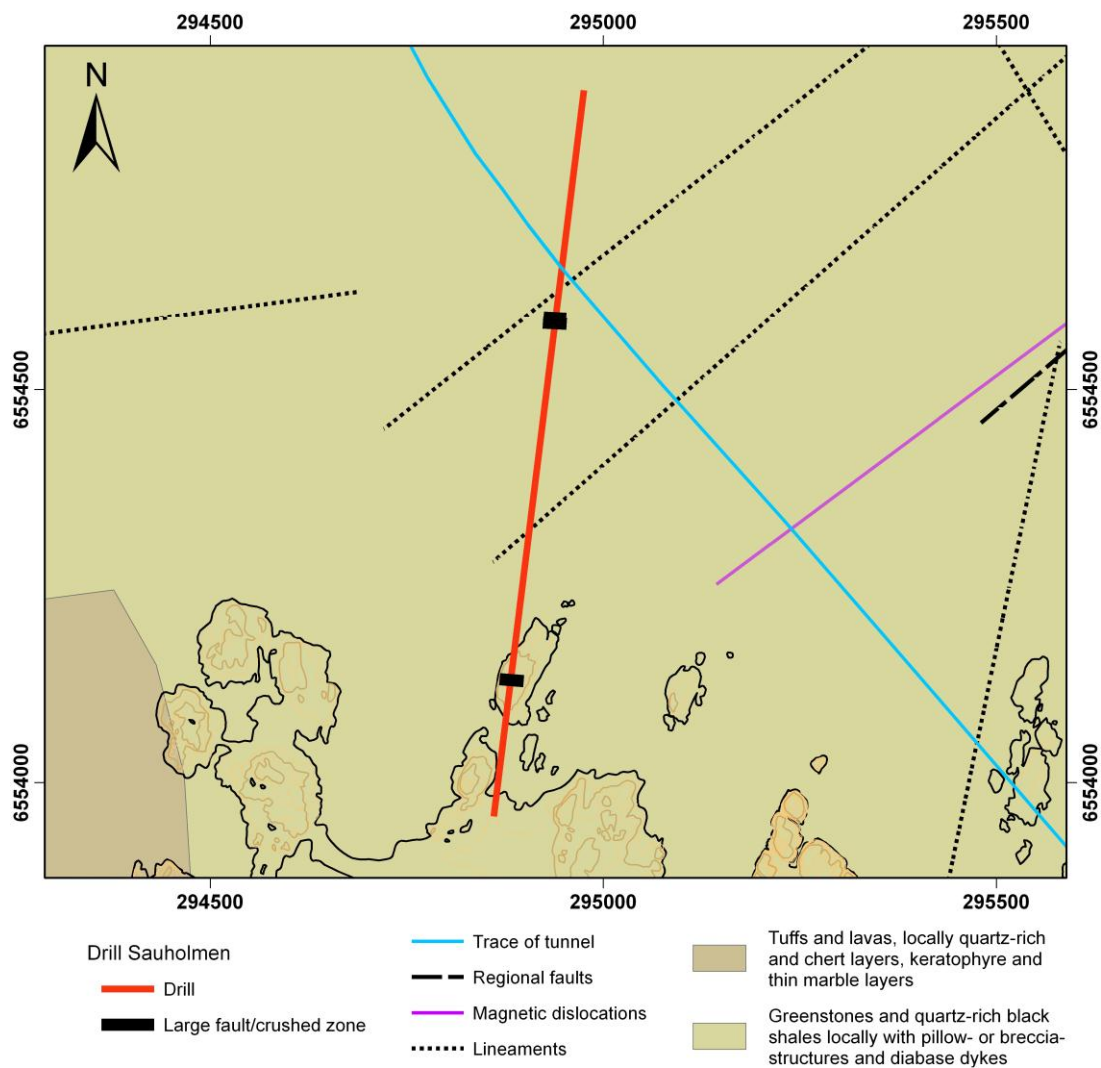 294500 295000 295500
N
6554500 6554500
6554000 6554000
294500 295000 295500
Drill Sauholmen
Drill
Large fault/crushed zone
Trace of tunnel
Regional faults
Magnetic dislocations
Lineaments
Tuffs and lavas, locally quartz-rich
and chert layers, keratophyre and
thin marble layers
Greenstones and quartz-rich black
shales locally with pillow- or breccia-
structures and diabase dykes